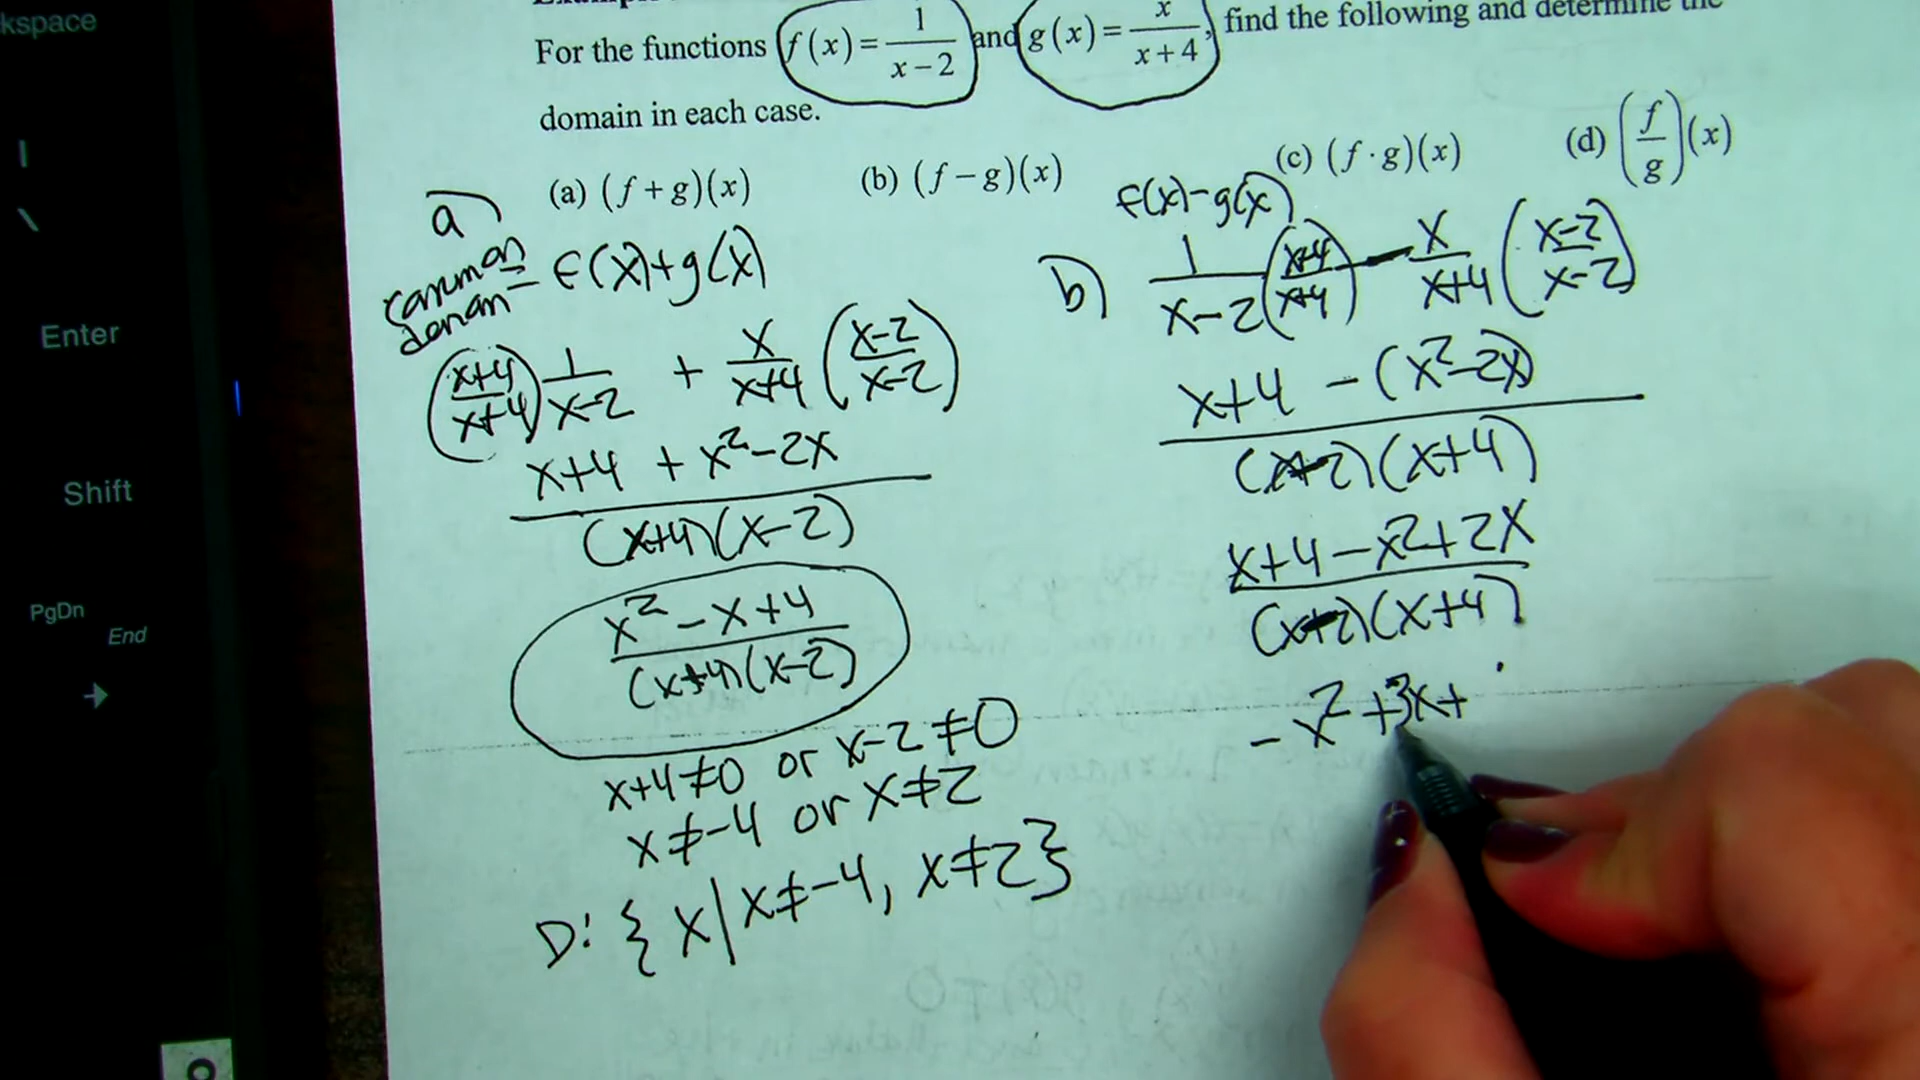 kspace
Enter
Shift
PgDn
End
For the functions f(x) = 1/(x − 2) and g(x) = x/(x + 4), find the following and determine the
domain in each case.
(a) (f + g)(x) (b) (f − g)(x) (c) (f · g)(x) (d) (f/g)(x)
a)
common denom = f(x)+g(x)
((x+4)/(x+4)) 1/(x−2) + x/(x+4) ((x−2)/(x−2))
(x+4 + x²−2x)/((x+4)(x−2))
(x²−x+4)/((x+4)(x−2))
x+4≠0 or x−2≠0
x≠−4 or x≠2
D: { x | x≠−4, x≠2}
f(x)−g(x)
b) 1/(x−2) ((x+4)/(x+4)) − x/(x+4) ((x−2)/(x−2))
(x+4 − (x²−2x))/((x−2)(x+4))
(x+4−x²+2x)/((x−2)(x+4))
−x²+3x+